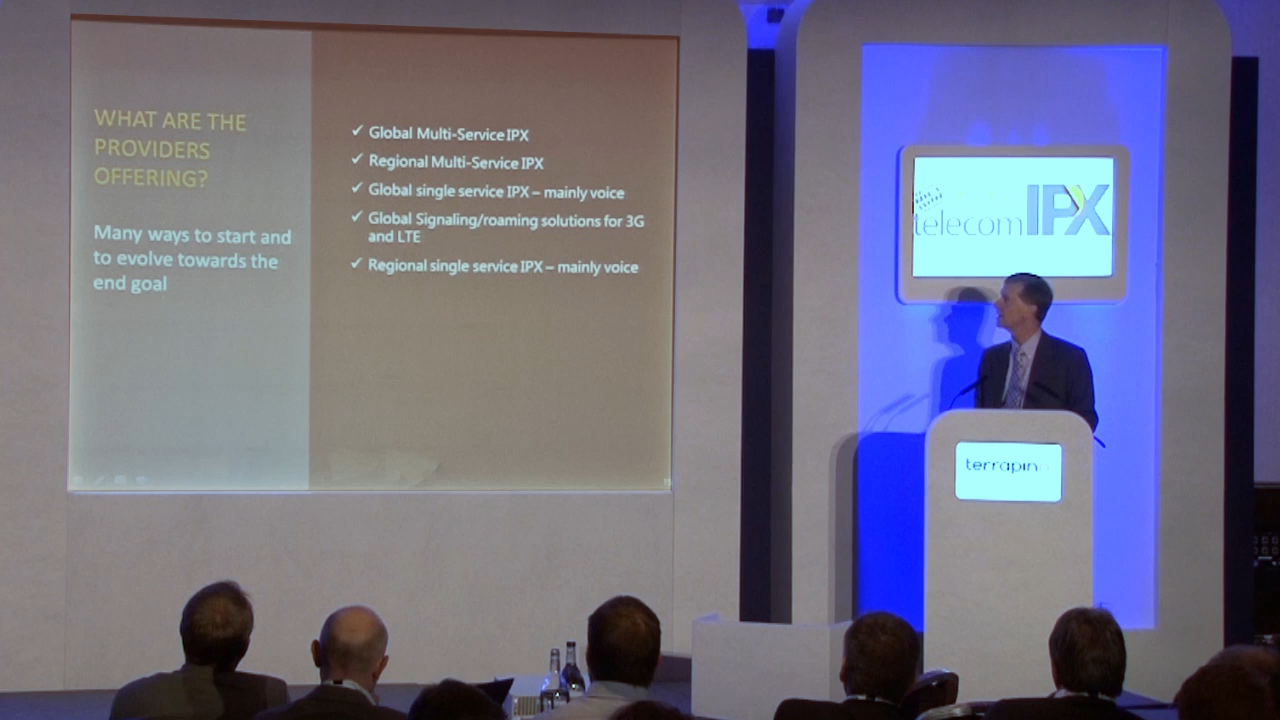 WHAT ARE THE
PROVIDERS
OFFERING?
Many ways to start and
to evolve towards the
end goal
✓ Global Multi-Service IPX
✓ Regional Multi-Service IPX
✓ Global single service IPX – mainly voice
✓ Global Signaling/roaming solutions for 3G
and LTE
✓ Regional single service IPX – mainly voice
telecom IPX
terrapinn